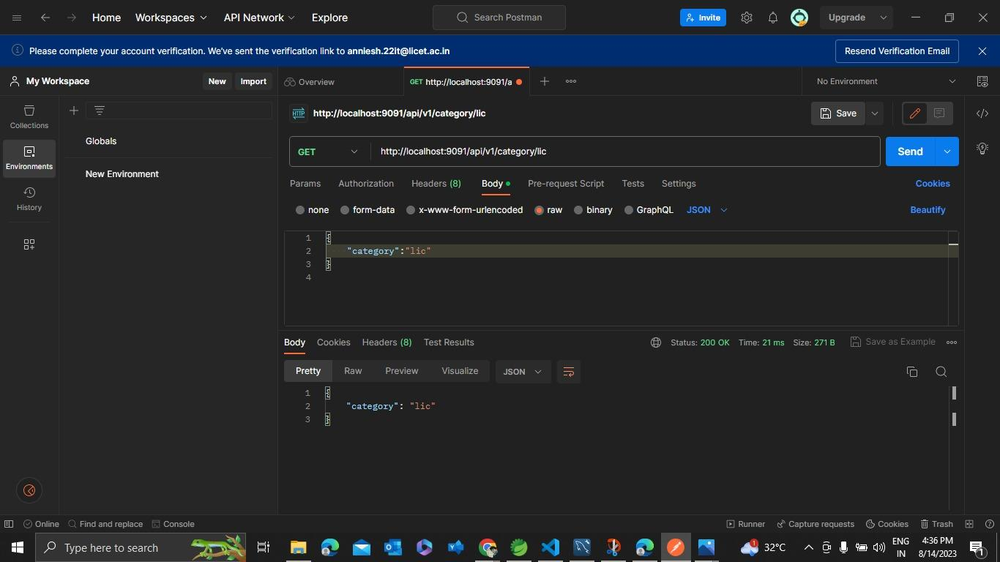 Home Workspaces API Network Explore Search Postman Invite Upgrade
Please complete your account verification. We've sent the verification link to anniesh.22it@licet.ac.in Resend Verification Email
My Workspace New Import Overview GET http://localhost:9091/a No Environment
Collections
Environments
History
Globals
New Environment
HTTP http://localhost:9091/api/v1/category/lic Save
GET http://localhost:9091/api/v1/category/lic Send
Params Authorization Headers (8) Body Pre-request Script Tests Settings Cookies
none form-data x-www-form-urlencoded raw binary GraphQL JSON Beautify
1 {
2 "category":"lic"
3 }
4
Body Cookies Headers (8) Test Results Status: 200 OK Time: 21 ms Size: 271 B Save as Example
Pretty Raw Preview Visualize JSON
1 {
2 "category": "lic"
3 }
Online Find and replace Console Runner Capture requests Cookies Trash
Type here to search 1 32°C ENG IN 4:36 PM 8/14/2023 1